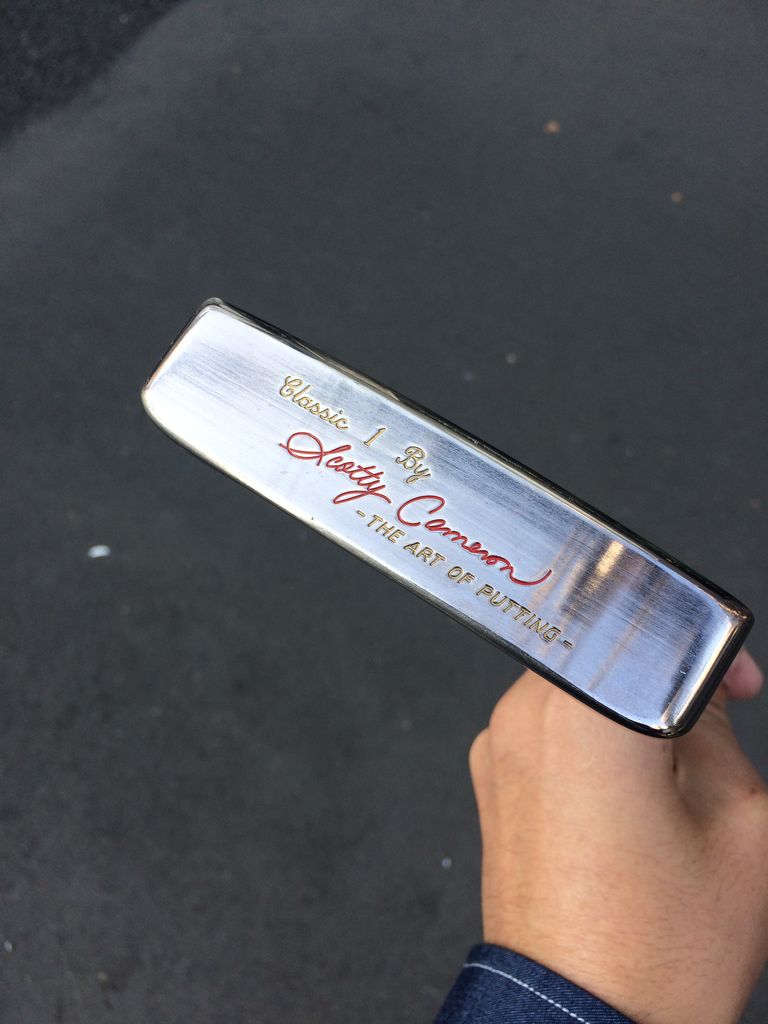 Classic 1 By
Scotty Cameron
-THE ART OF PUTTING-